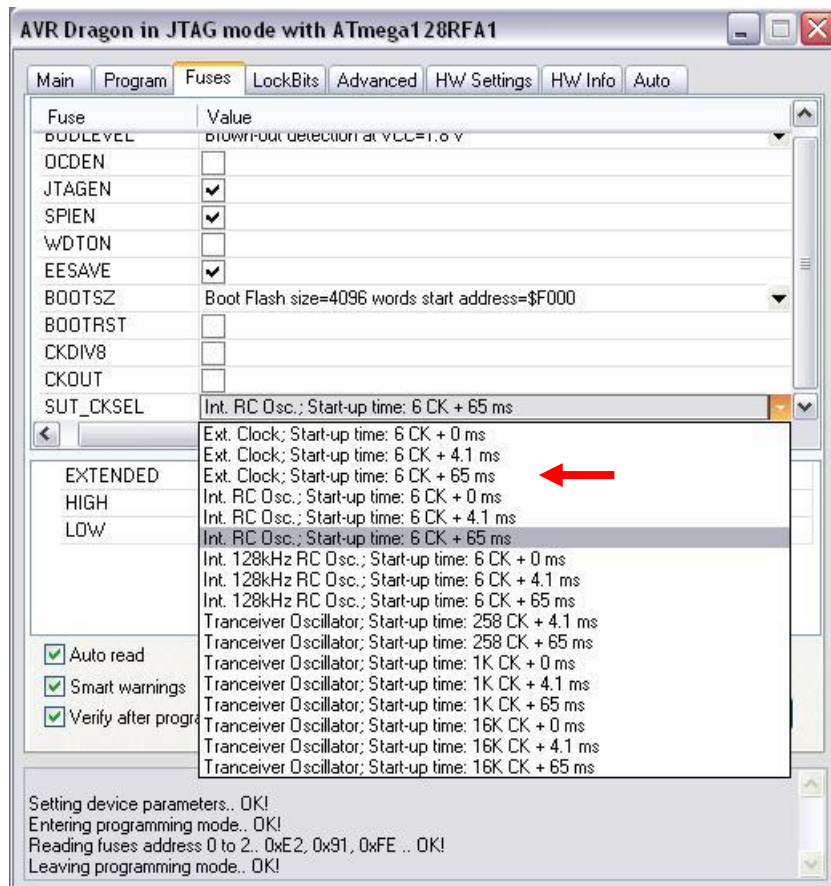 AVR Dragon in JTAG mode with ATmega128RFA1
Main Program Fuses LockBits Advanced HW Settings HW Info Auto
Fuse Value
BODLEVEL Brown-out detection at VCC=1.8 V
OCDEN
JTAGEN
SPIEN
WDTON
EESAVE
BOOTSZ Boot Flash size=4096 words start address=$F000
BOOTRST
CKDIV8
CKOUT
SUT_CKSEL Int. RC Osc.; Start-up time: 6 CK + 65 ms
Ext. Clock; Start-up time: 6 CK + 0 ms
Ext. Clock; Start-up time: 6 CK + 4.1 ms
EXTENDED Ext. Clock; Start-up time: 6 CK + 65 ms
HIGH Int. RC Osc.; Start-up time: 6 CK + 0 ms
LOW Int. RC Osc.; Start-up time: 6 CK + 4.1 ms
Int. RC Osc.; Start-up time: 6 CK + 65 ms
Int. 128kHz RC Osc.; Start-up time: 6 CK + 0 ms
Int. 128kHz RC Osc.; Start-up time: 6 CK + 4.1 ms
Int. 128kHz RC Osc.; Start-up time: 6 CK + 65 ms
Tranceiver Oscillator; Start-up time: 258 CK + 4.1 ms
Tranceiver Oscillator; Start-up time: 258 CK + 65 ms
Auto read Tranceiver Oscillator; Start-up time: 1K CK + 0 ms
Smart warnings Tranceiver Oscillator; Start-up time: 1K CK + 4.1 ms
Tranceiver Oscillator; Start-up time: 1K CK + 65 ms
Verify after progra Tranceiver Oscillator; Start-up time: 16K CK + 0 ms
Tranceiver Oscillator; Start-up time: 16K CK + 4.1 ms
Tranceiver Oscillator; Start-up time: 16K CK + 65 ms
Setting device parameters.. OK!
Entering programming mode.. OK!
Reading fuses address 0 to 2.. 0xE2, 0x91, 0xFE .. OK!
Leaving programming mode.. OK!